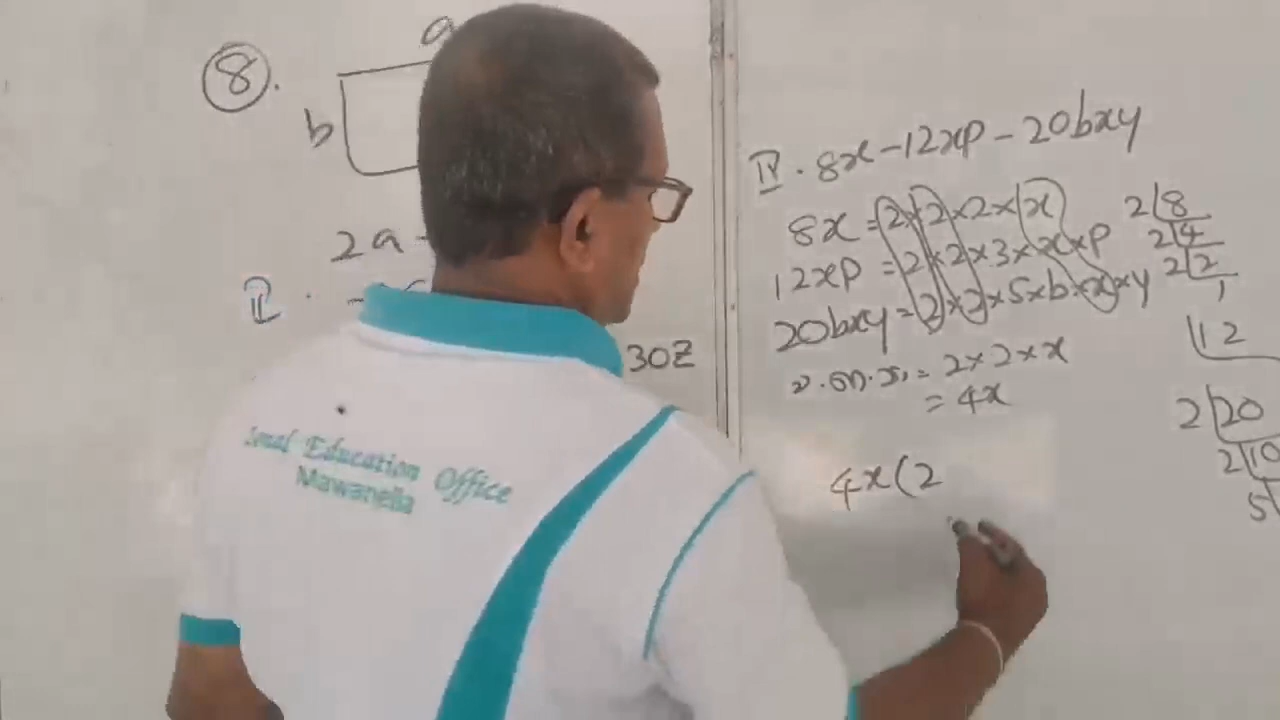 8.
a
b
2a
II.
30Z
Education Office
Mawanella
IV. 8x - 12xp - 20bxy
8x = 2 × 2 × 2 × x
12xp = 2 × 2 × 3 × x × p
20bxy = 2 × 2 × 5 × b × x × y
= 2 × 2 × x
= 4x
4x(2
2 8
2 4
2 2
1
12
2 20
2 10
5